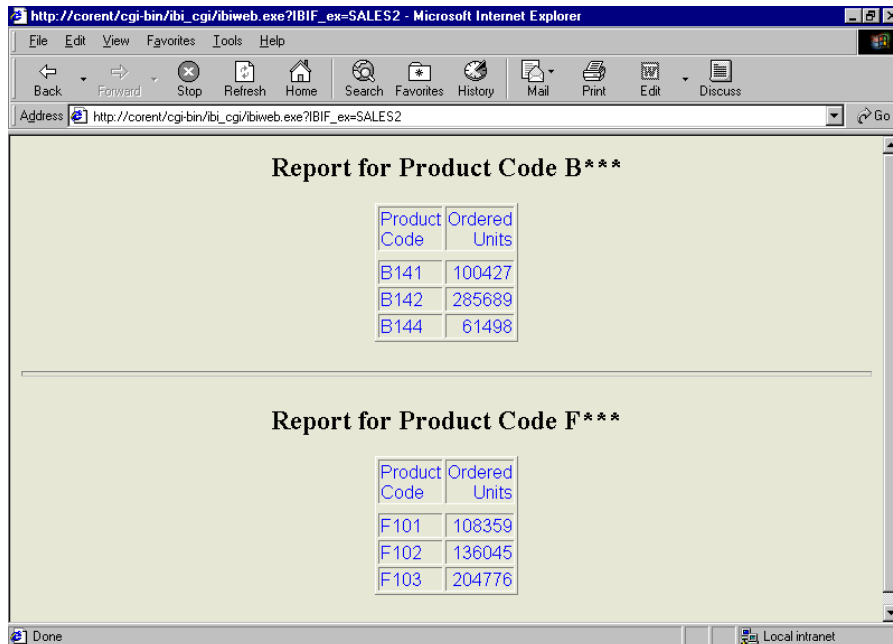 http://corent/cgi-bin/ibi_cgi/ibiweb.exe?IBIF_ex=SALES2 - Microsoft Internet Explorer
File Edit View Favorites Tools Help
Back Forward Stop Refresh Home Search Favorites History Mail Print Edit Discuss
Address http://corent/cgi-bin/ibi_cgi/ibiweb.exe?IBIF_ex=SALES2 Go
Report for Product Code B***
Product Ordered
Code Units
B141 100427
B142 285689
B144 61498
Report for Product Code F***
Product Ordered
Code Units
F101 108359
F102 136045
F103 204776
Done Local intranet